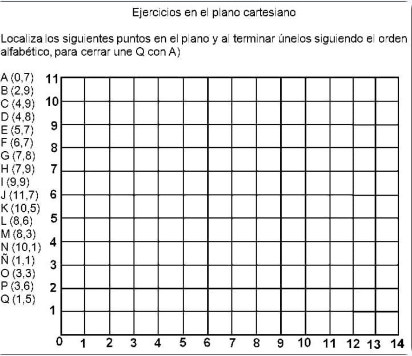 Ejercicios en el plano cartesiano
Localiza los siguientes puntos en el plano y al terminar únelos siguiendo el orden
alfabético, para cerrar une Q con A)
A (0,7)
B (2,9)
C (4,9)
D (4,8)
E (5,7)
F (6,7)
G (7,8)
H (7,9)
I (9,9)
J (11,7)
K (10,5)
L (8,6)
M (8,3)
N (10,1)
Ñ (1,1)
O (3,3)
P (3,6)
Q (1,5)
11
10
9
8
7
6
5
4
3
2
1
0 1 2 3 4 5 6 7 8 9 10 11 12 13 14